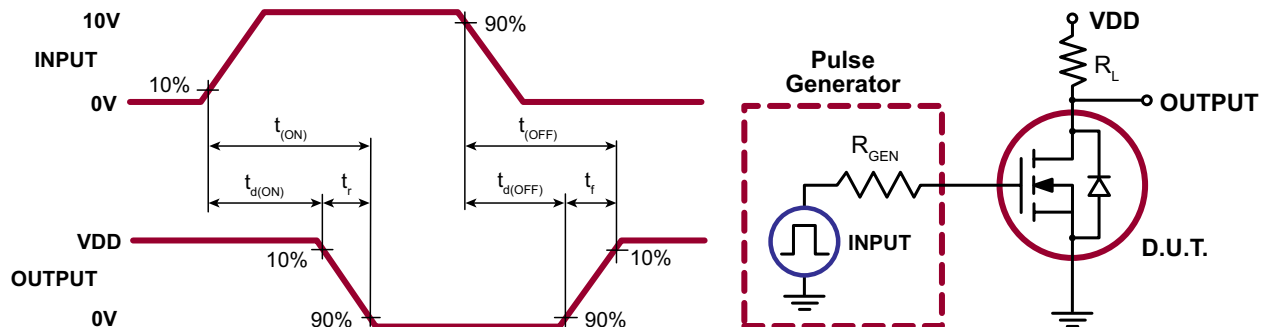 10V
INPUT
10%
0V
90%
t(ON)
t(OFF)
td(ON)
tr
td(OFF)
tf
VDD
10%
10%
OUTPUT
0V
90%
90%
Pulse
Generator
RGEN
INPUT
VDD
RL
OUTPUT
D.U.T.